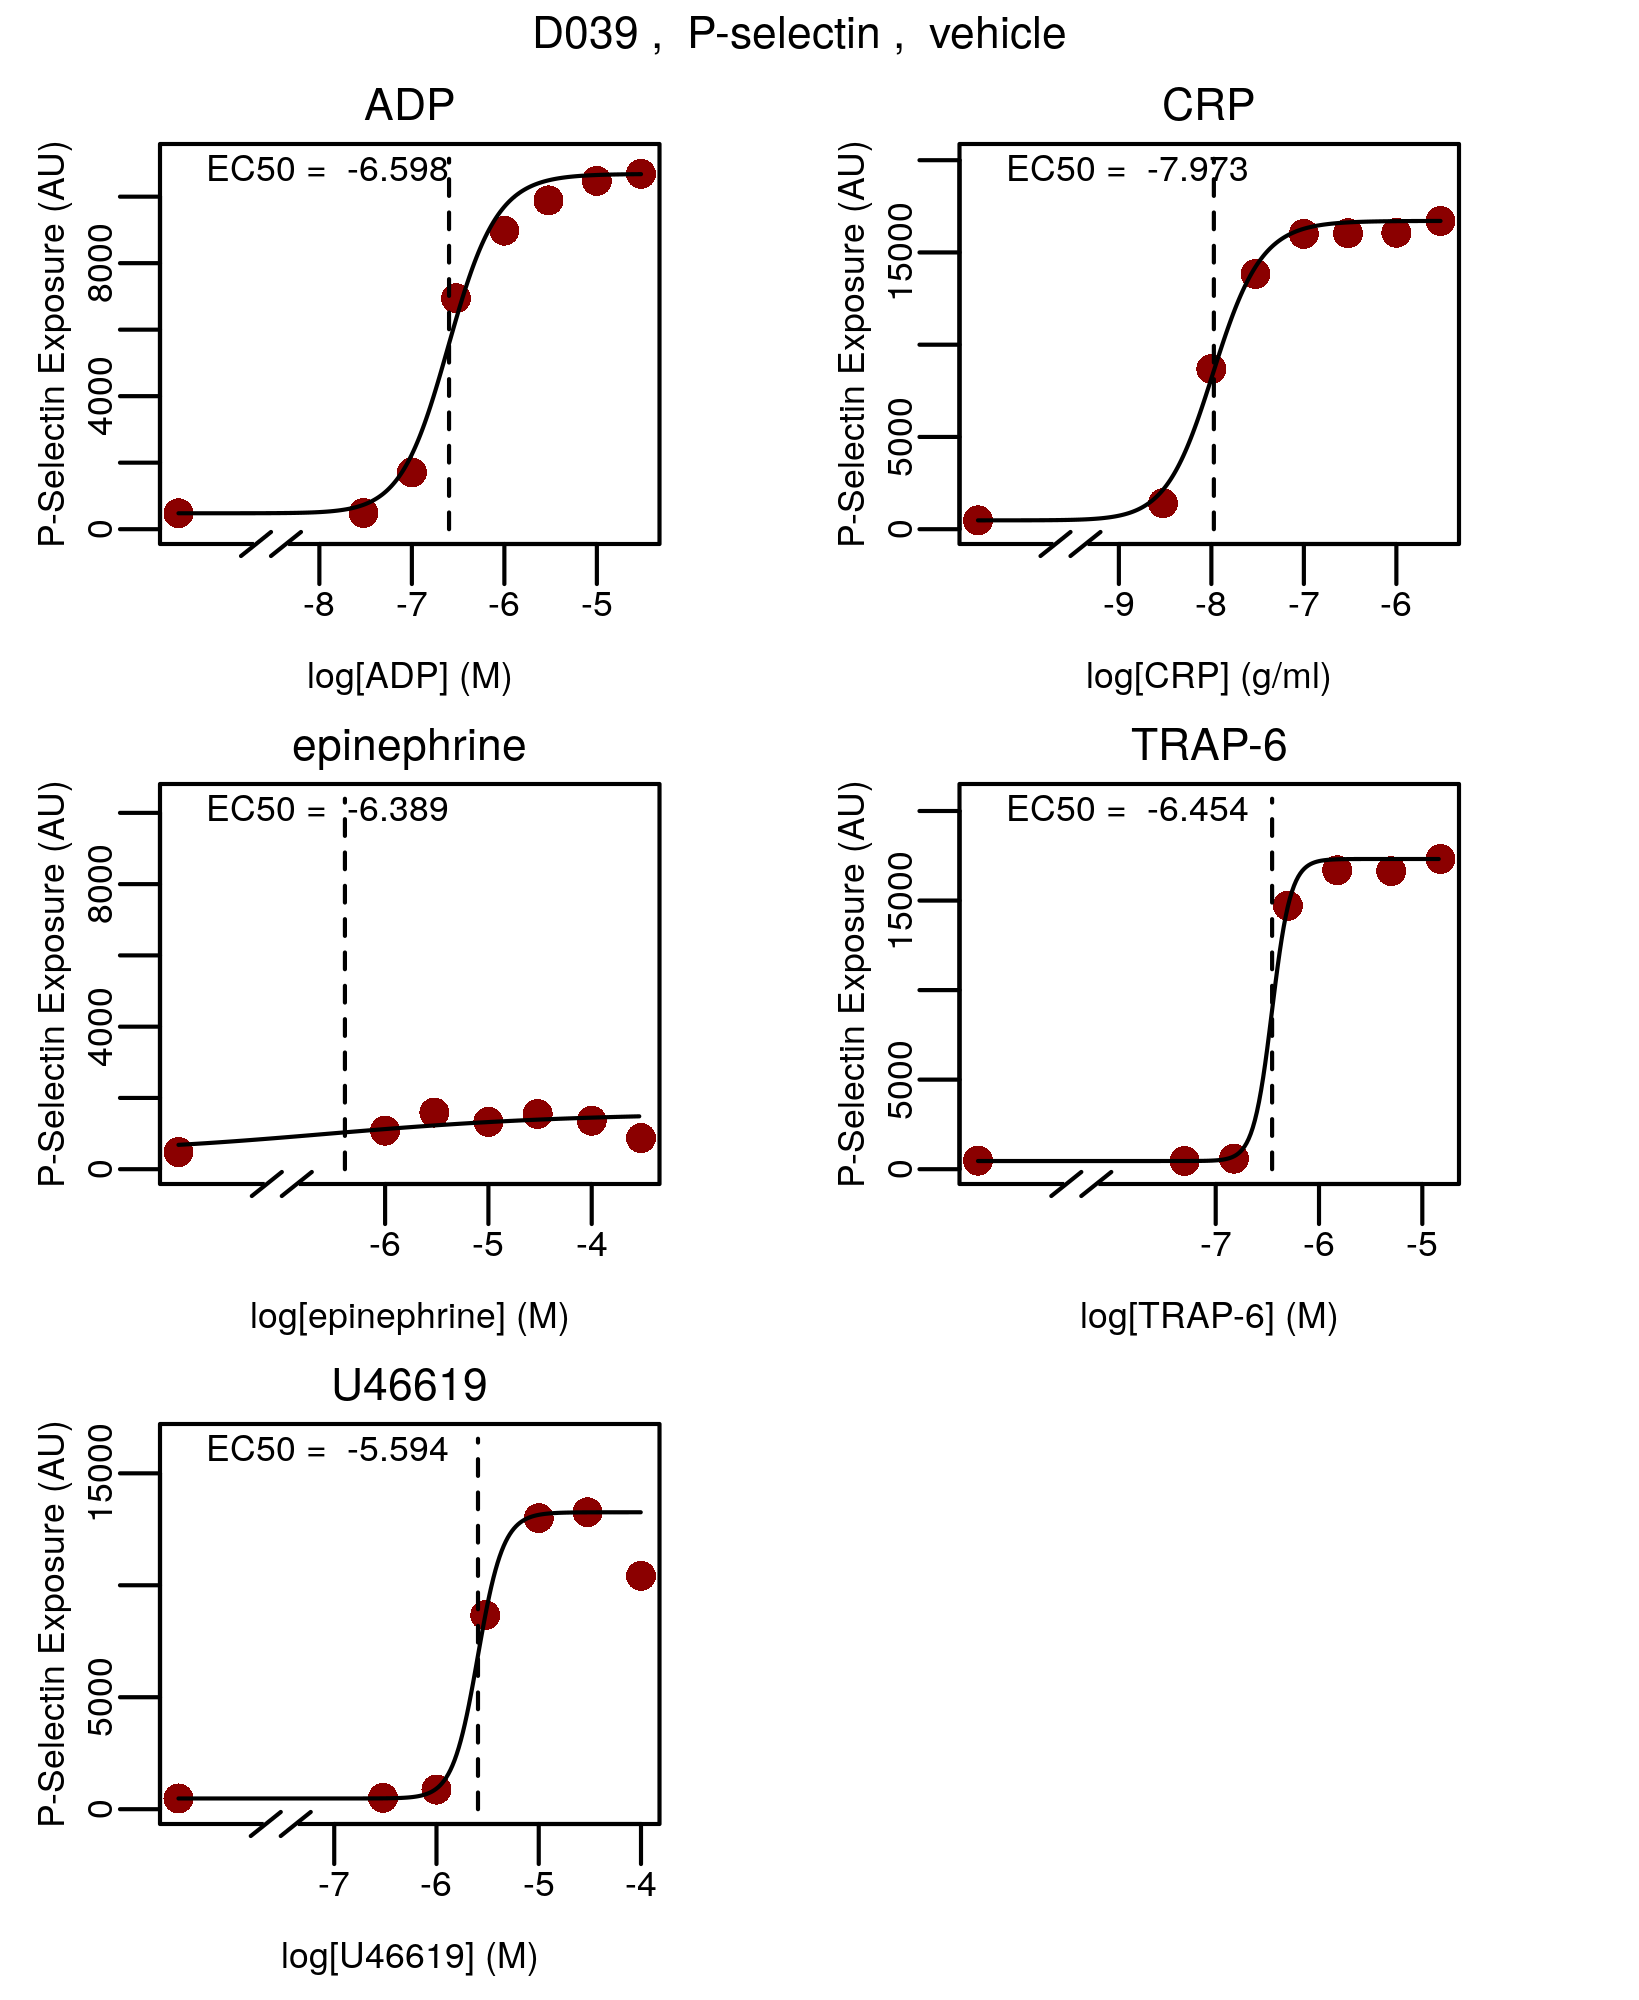 D039 , P-selectin , vehicle
ADP
P-Selectin Exposure (AU)
EC50 = -6.598
0 4000 8000
-8 -7 -6 -5
log[ADP] (M)
CRP
P-Selectin Exposure (AU)
EC50 = -7.973
0 5000 15000
-9 -8 -7 -6
log[CRP] (g/ml)
epinephrine
P-Selectin Exposure (AU)
EC50 = -6.389
0 4000 8000
-6 -5 -4
log[epinephrine] (M)
TRAP-6
P-Selectin Exposure (AU)
EC50 = -6.454
0 5000 15000
-7 -6 -5
log[TRAP-6] (M)
U46619
P-Selectin Exposure (AU)
EC50 = -5.594
0 5000 15000
-7 -6 -5 -4
log[U46619] (M)